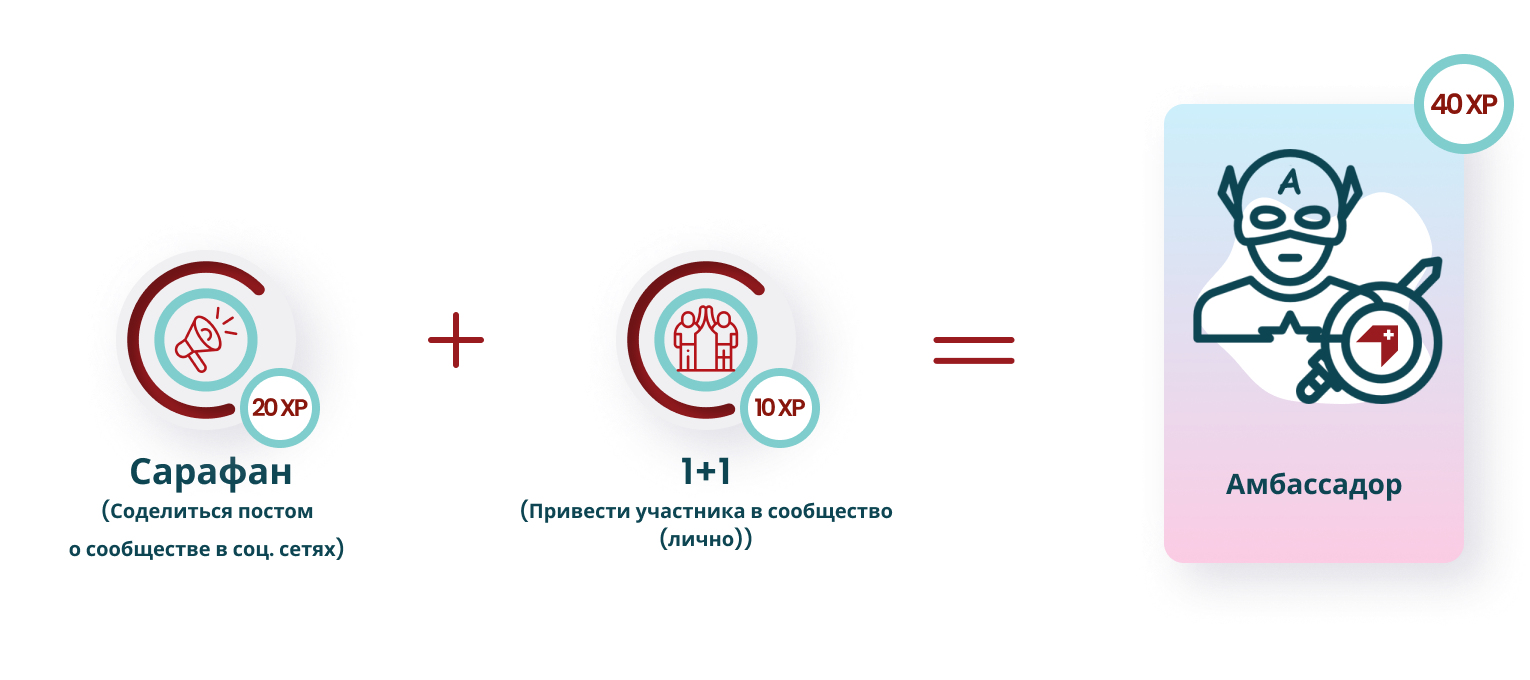 40 XP
A
20 XP
10 XP
Сарафан
(Соделиться постом
о сообществе в соц. сетях)
1+1
(Привести участника в сообщество
(лично))
Амбассадор